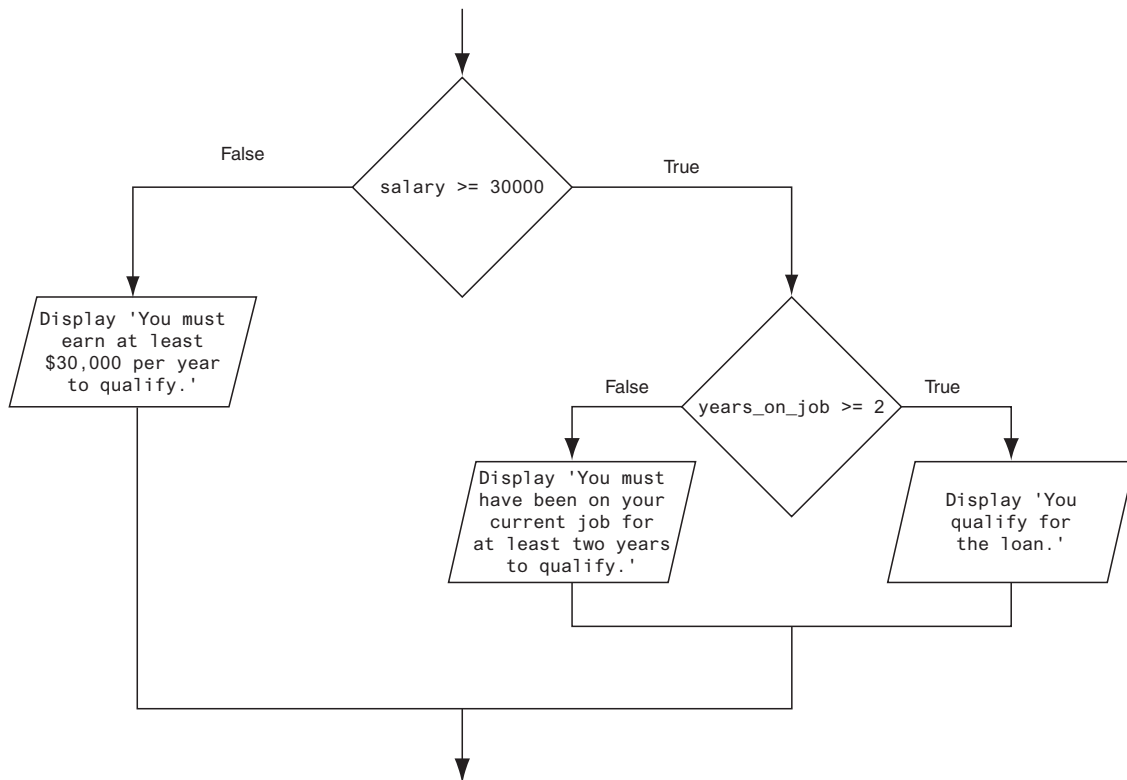 False
salary >= 30000
True
Display 'You must
earn at least
$30,000 per year
to qualify.'
False
years_on_job >= 2
True
Display 'You must
have been on your
current job for
at least two years
to qualify.'
Display 'You
qualify for
the loan.'